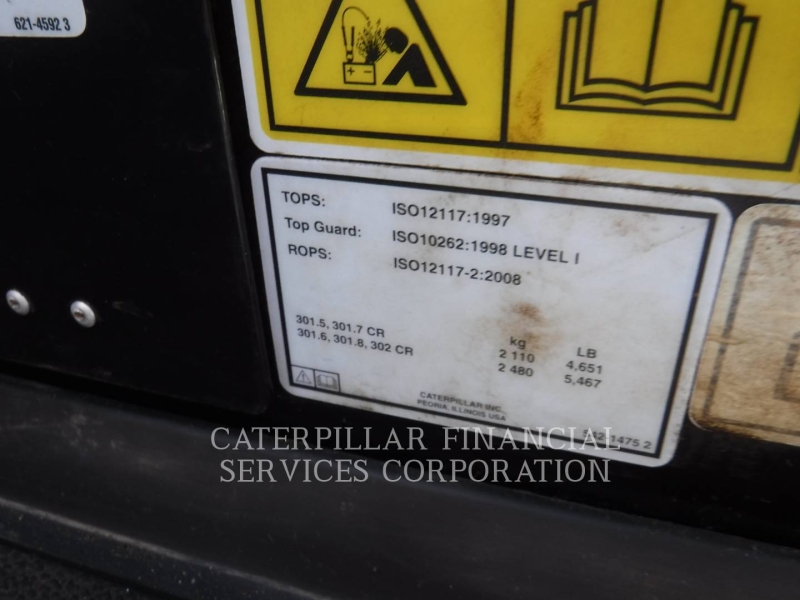 621-4592 3
TOPS: ISO12117:1997
Top Guard: ISO10262:1998 LEVEL I
ROPS: ISO12117-2:2008
kg LB
301.5, 301.7 CR 2 110 4,651
301.6, 301.8, 302 CR 2 480 5,467
CATERPILLAR INC.
PEORIA, ILLINOIS USA
1475 2
CATERPILLAR FINANCIAL
SERVICES CORPORATION